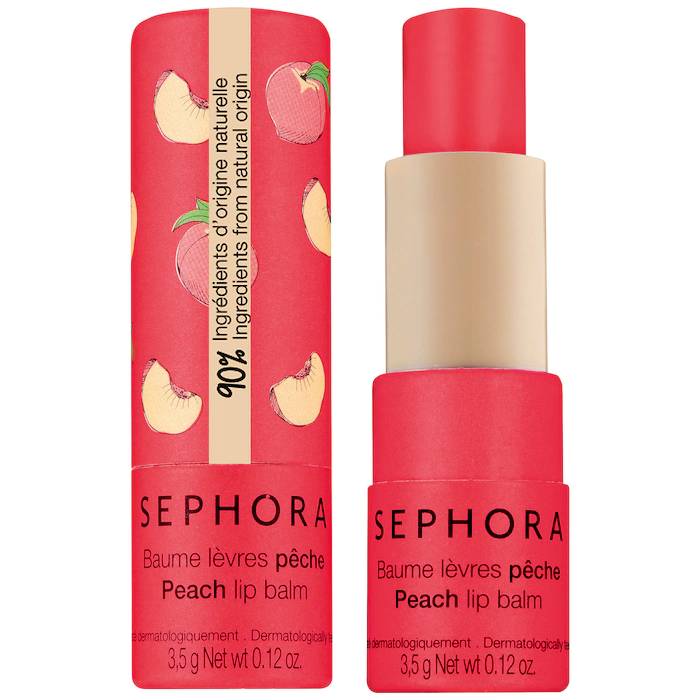 90% Ingrédients d'origine naturelle
Ingredients from natural origin
SEPHORA
Baume lèvres pêche
Peach lip balm
dermatologiquement . Dermatologically
3,5 g Net wt 0.12 oz.
SEPHORA
Baume lèvres pêche
Peach lip balm
dermatologiquement . Dermatologically
3,5 g Net wt 0.12 oz.